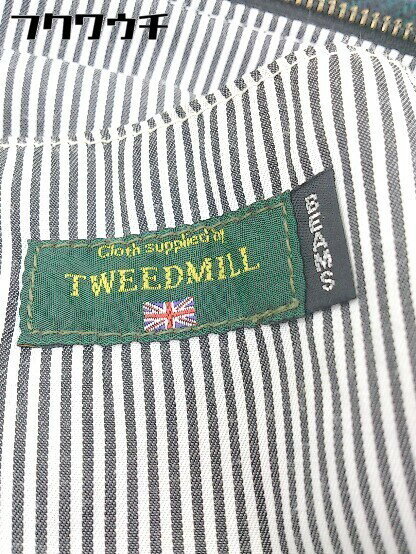 フクワウチ
Cloth supplied of
TWEEDMILL
BEAMS